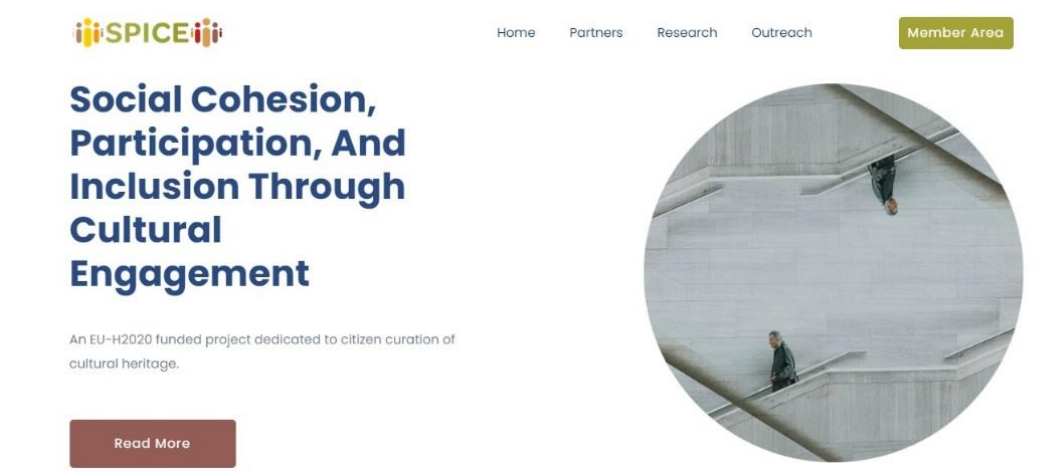 SPICE
Home Partners Research Outreach Member Area
Social Cohesion,
Participation, And
Inclusion Through
Cultural
Engagement
An EU-H2020 funded project dedicated to citizen curation of
cultural heritage.
Read More